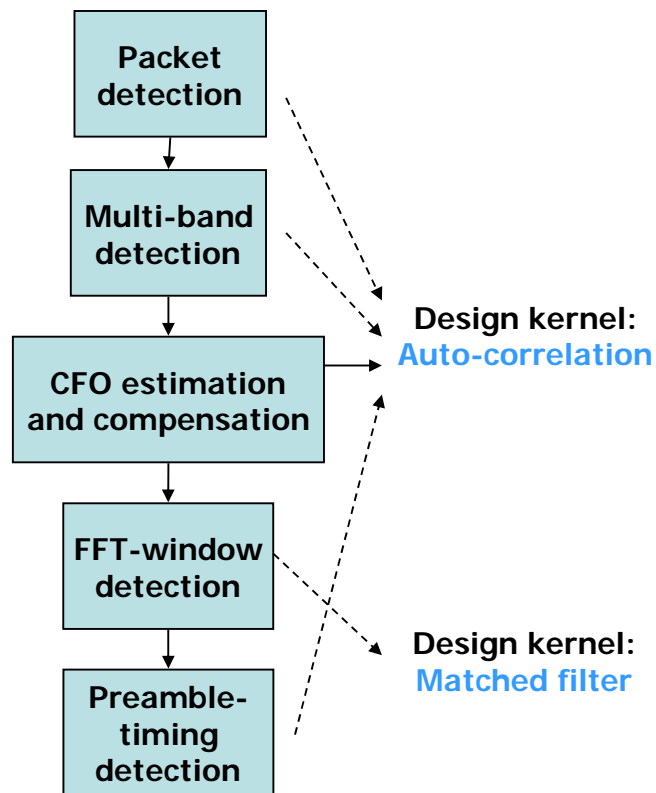 Packet
detection
Multi-band
detection
Design kernel:
Auto-correlation
CFO estimation
and compensation
FFT-window
detection
Design kernel:
Matched filter
Preamble-
timing
detection